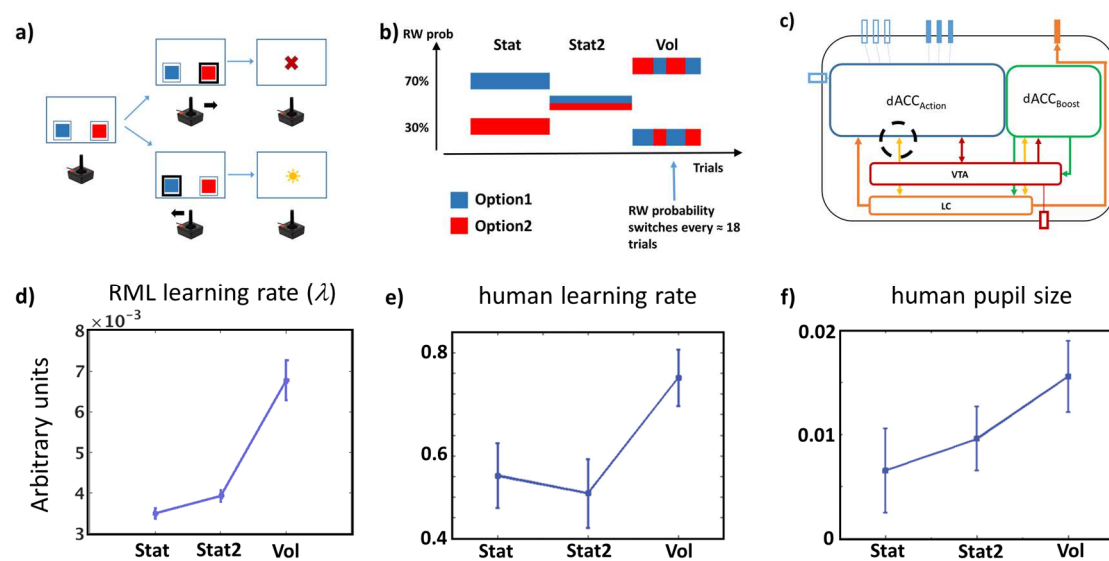 a)
b)
RW prob
Stat
Stat2
Vol
70%
30%
Trials
Option1
Option2
RW probability
switches every ≈ 18
trials
c)
dACCAction
dACCBoost
VTA
LC
d)
RML learning rate (λ)
×10⁻³
Arbitrary units
8
7
6
5
4
3
Stat
Stat2
Vol
e)
human learning rate
0.8
0.6
0.4
Stat
Stat2
Vol
f)
human pupil size
0.02
0.01
0
Stat
Stat2
Vol